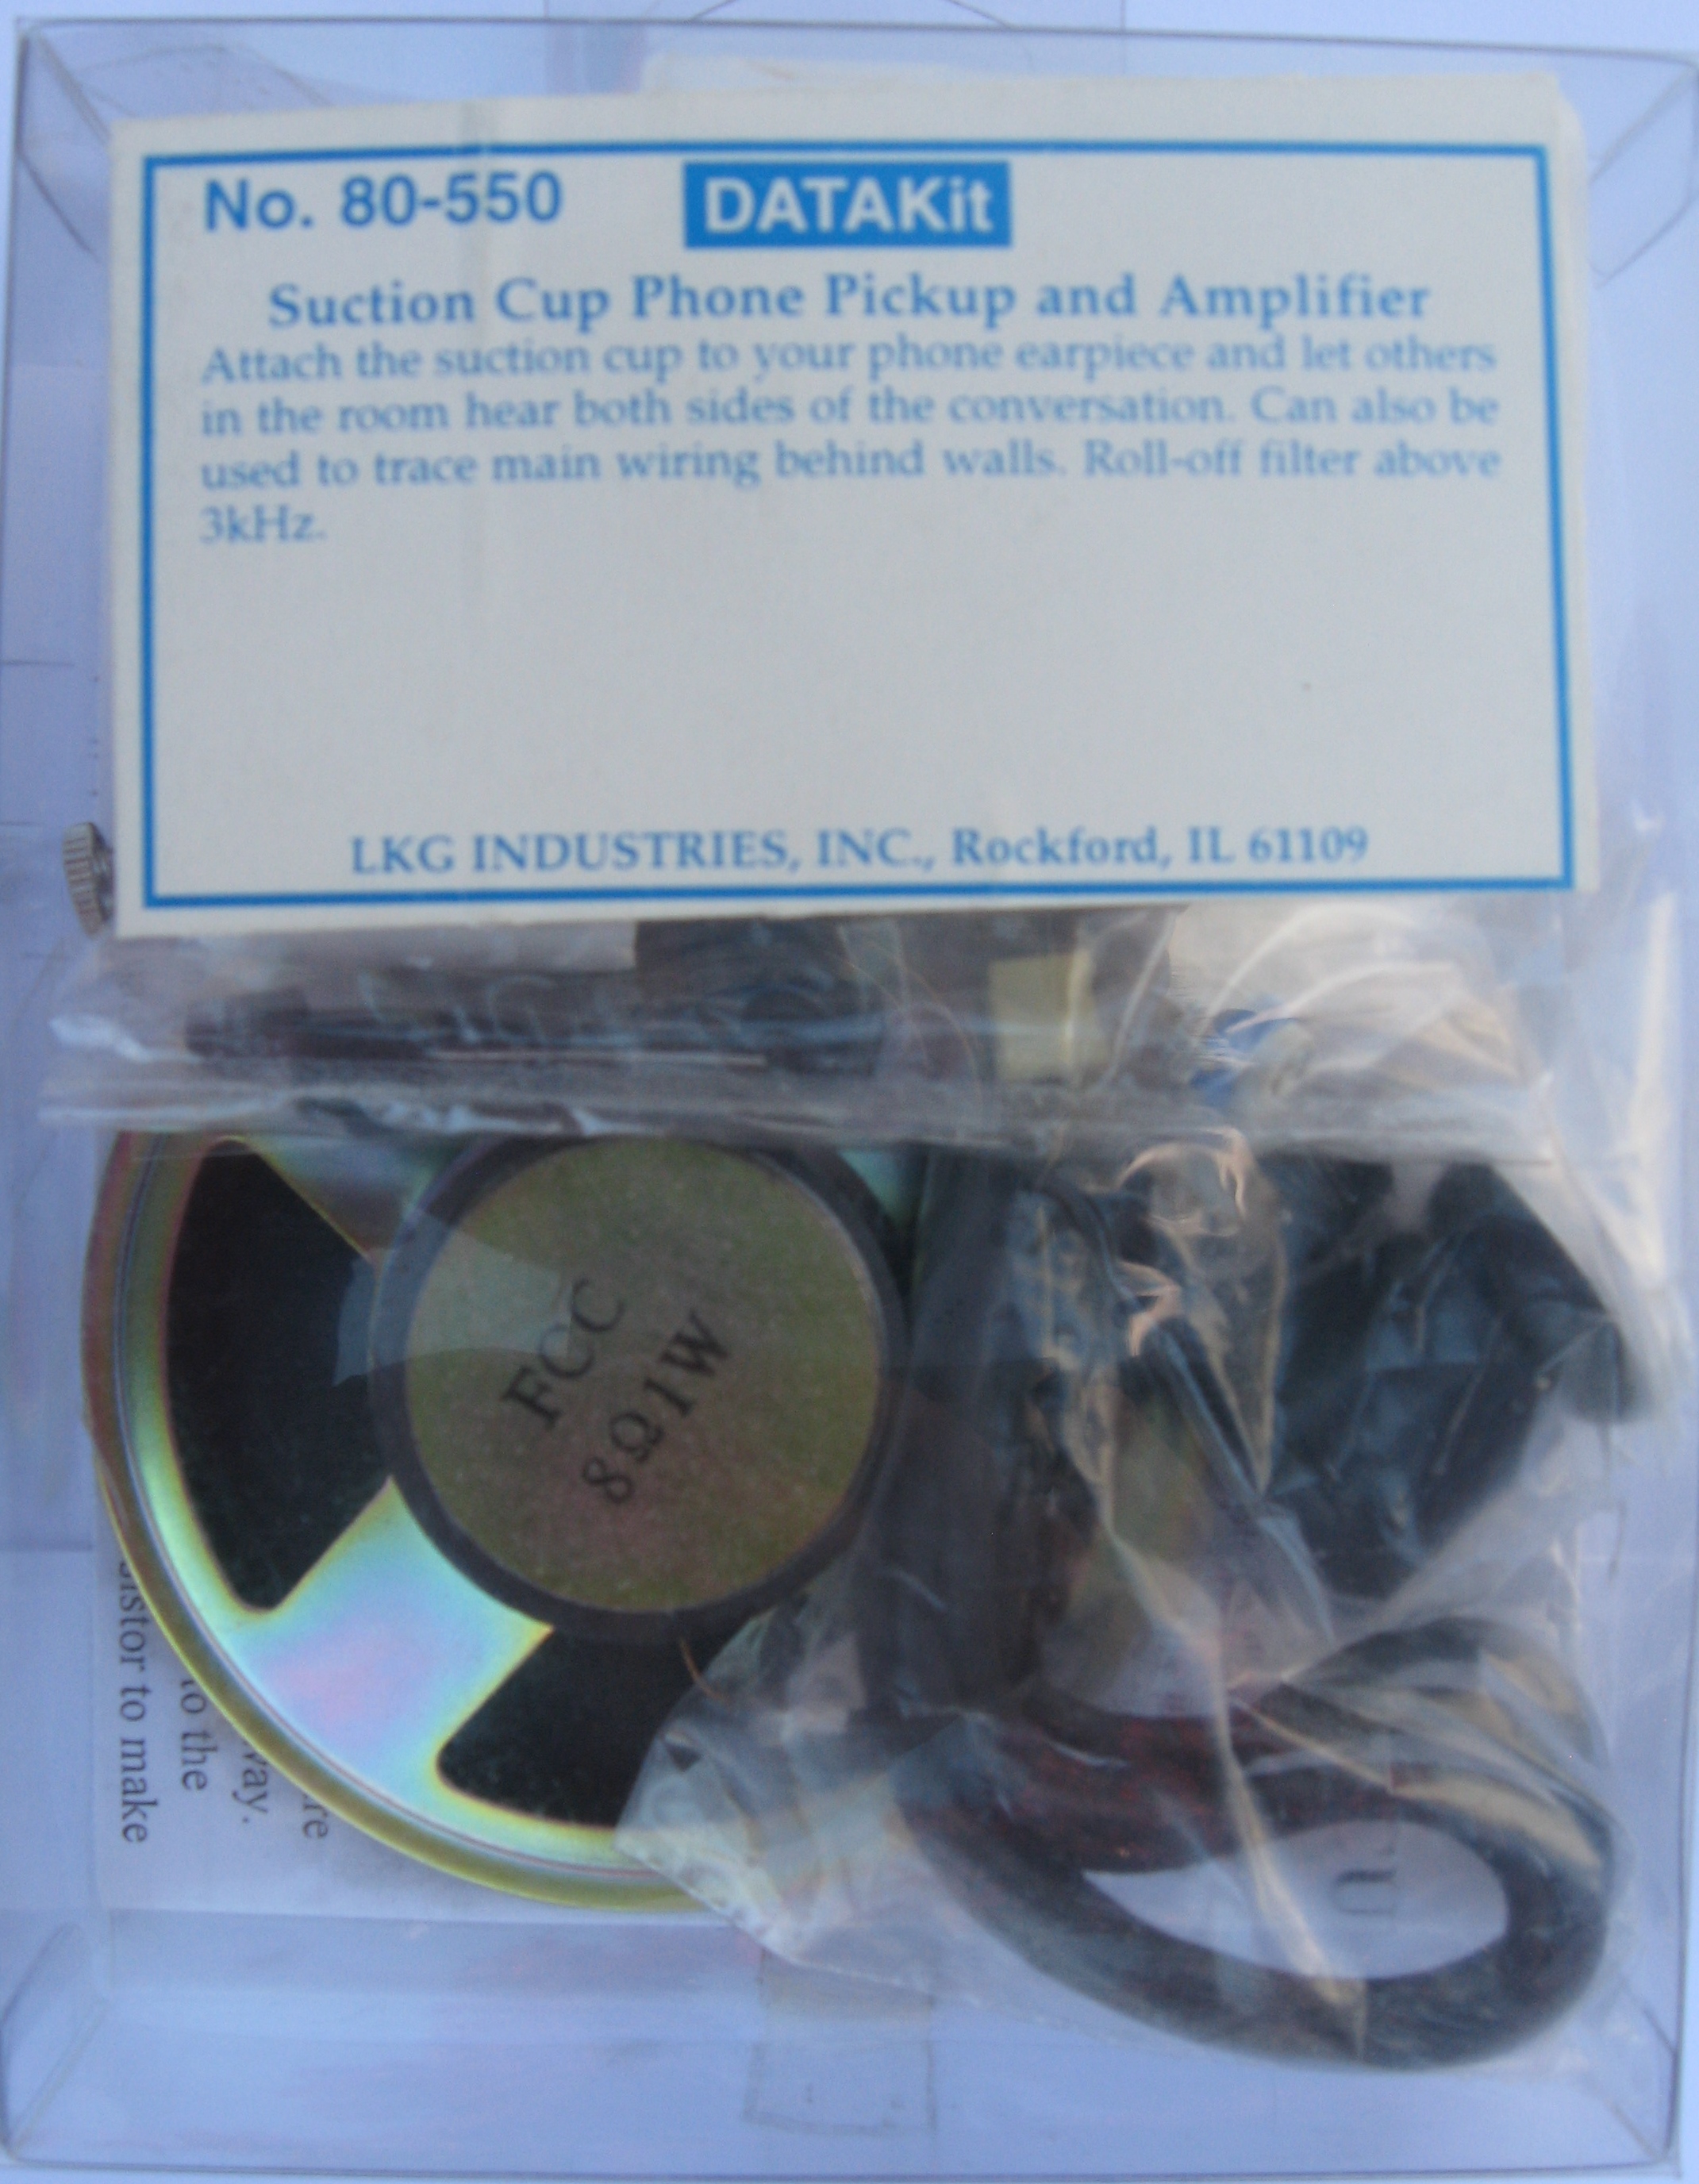 No. 80-550 DATAKit
Suction Cup Phone Pickup and Amplifier
Attach the suction cup to your phone earpiece and let others
in the room hear both sides of the conversation. Can also be
used to trace main wiring behind walls. Roll-off filter above
3kHz.
LKG INDUSTRIES, INC., Rockford, IL 61109
FCC
8Ω1W
way.
to the
to make